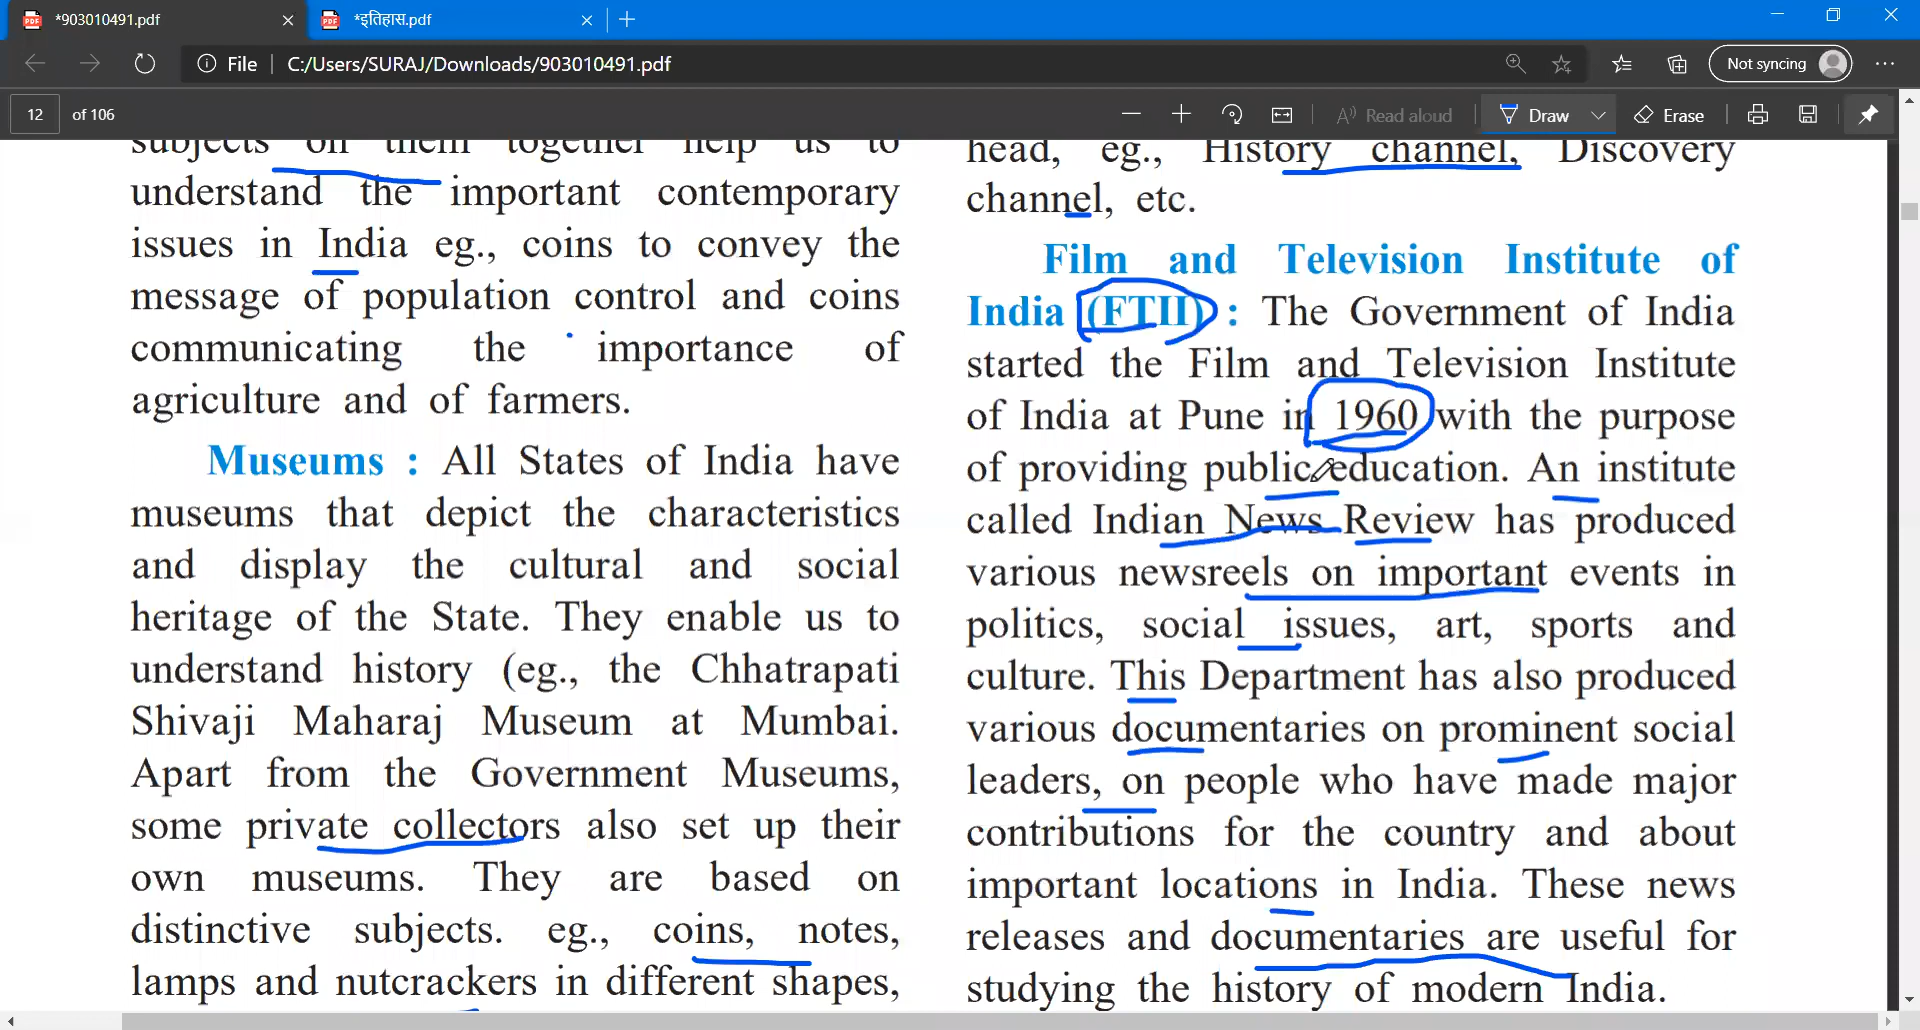 *903010491.pdf
*इतिहास.pdf
File
C:/Users/SURAJ/Downloads/903010491.pdf
Not syncing
12 of 106
Read aloud
Draw
Erase
subjects on them together help us to
understand the important contemporary
issues in India eg., coins to convey the
message of population control and coins
communicating the importance of
agriculture and of farmers.
Museums : All States of India have
museums that depict the characteristics
and display the cultural and social
heritage of the State. They enable us to
understand history (eg., the Chhatrapati
Shivaji Maharaj Museum at Mumbai.
Apart from the Government Museums,
some private collectors also set up their
own museums. They are based on
distinctive subjects. eg., coins, notes,
lamps and nutcrackers in different shapes,
head, eg., History channel, Discovery
channel, etc.
Film and Television Institute of
India (FTII) : The Government of India
started the Film and Television Institute
of India at Pune in 1960 with the purpose
of providing public education. An institute
called Indian News Review has produced
various newsreels on important events in
politics, social issues, art, sports and
culture. This Department has also produced
various documentaries on prominent social
leaders, on people who have made major
contributions for the country and about
important locations in India. These news
releases and documentaries are useful for
studying the history of modern India.